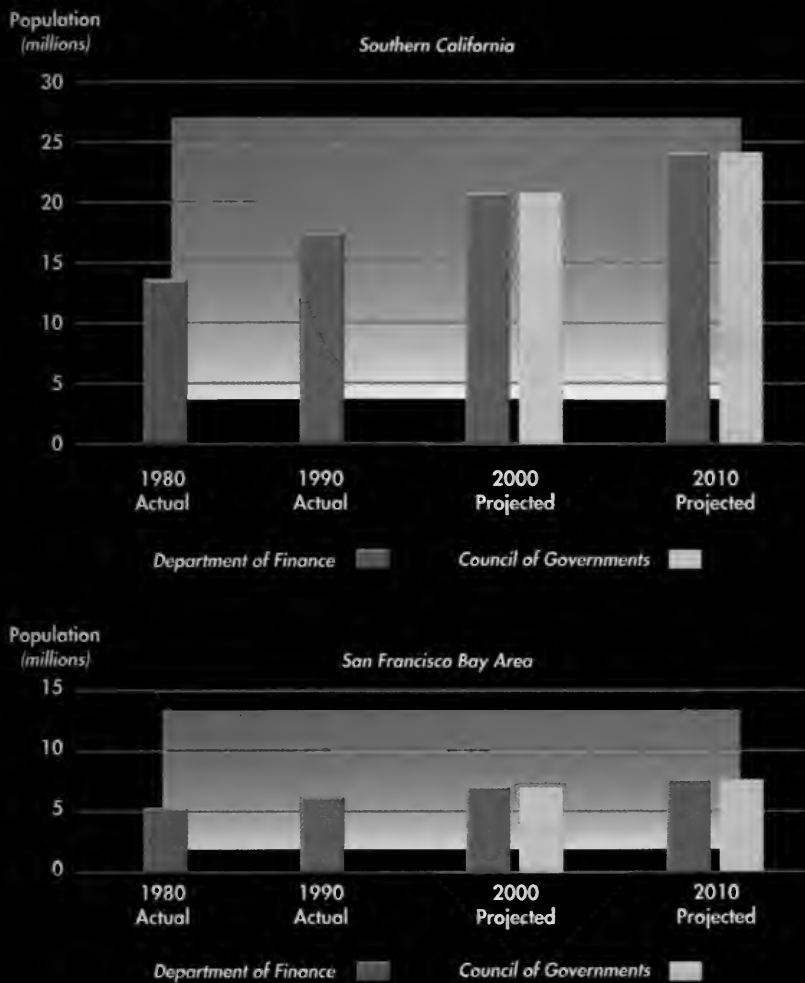 Population
(millions)
Southern California
30
25
20
15
10
5
0
1980
Actual
1990
Actual
2000
Projected
2010
Projected
Department of Finance
Council of Governments
Population
(millions)
San Francisco Bay Area
15
10
5
0
1980
Actual
1990
Actual
2000
Projected
2010
Projected
Department of Finance
Council of Governments